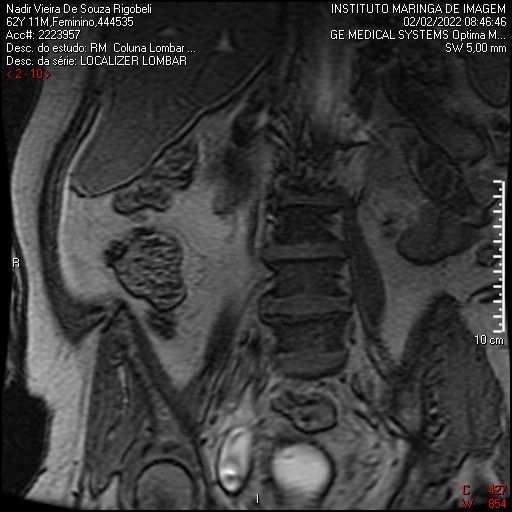 Nadir Vieira De Souza Rigobeli
62Y 11M,Feminino,444535
Acc#: 2223957
Desc. do estudo: RM Coluna Lombar ...
Desc. da série: LOCALIZER LOMBAR
< 2 - 10 >
INSTITUTO MARINGA DE IMAGEM
02/02/2022 08:46:46
GE MEDICAL SYSTEMS Optima M...
SW 5,00 mm
R
10 cm
I
C 427
W 854